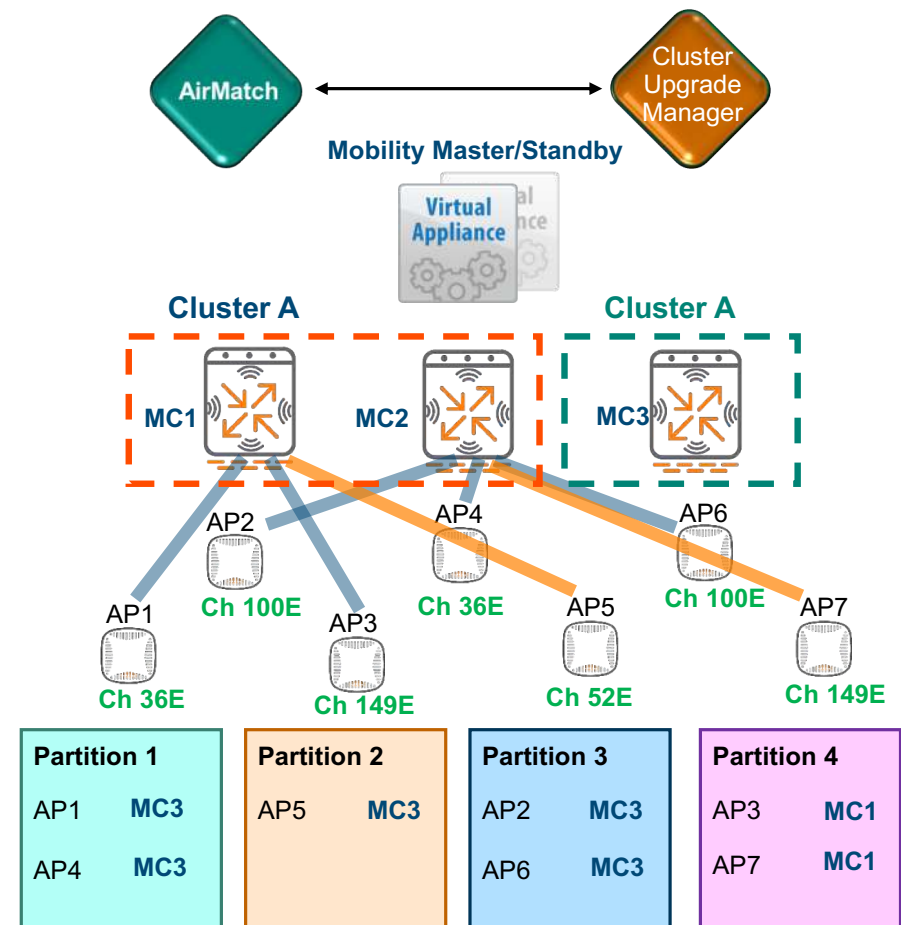 AirMatch
Cluster
Upgrade
Manager
Mobility Master/Standby
Virtual
Appliance
Cluster A
Cluster A
MC1
MC2
MC3
AP2
AP4
AP6
Ch 100E
Ch 36E
Ch 100E
AP1
AP3
AP5
AP7
Ch 36E
Ch 149E
Ch 52E
Ch 149E
Partition 1
AP1 MC3
AP4 MC3
Partition 2
AP5 MC3
Partition 3
AP2 MC3
AP6 MC3
Partition 4
AP3 MC1
AP7 MC1